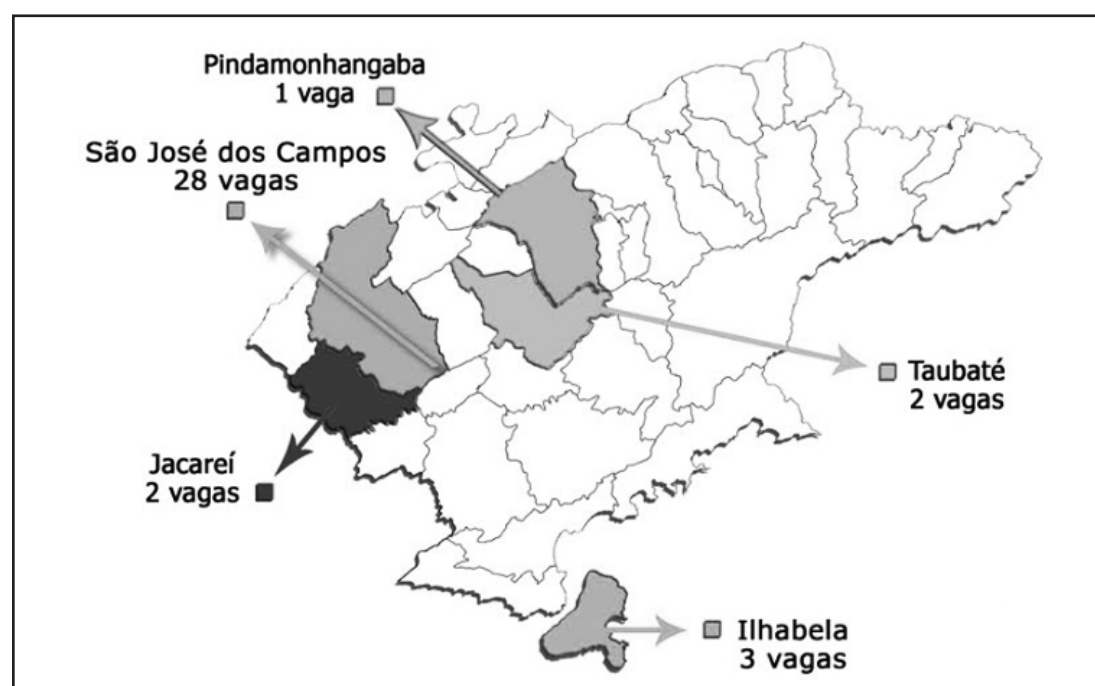 Pindamonhangaba
1 vaga
São José dos Campos
28 vagas
Taubaté
2 vagas
Jacareí
2 vagas
Ilhabela
3 vagas